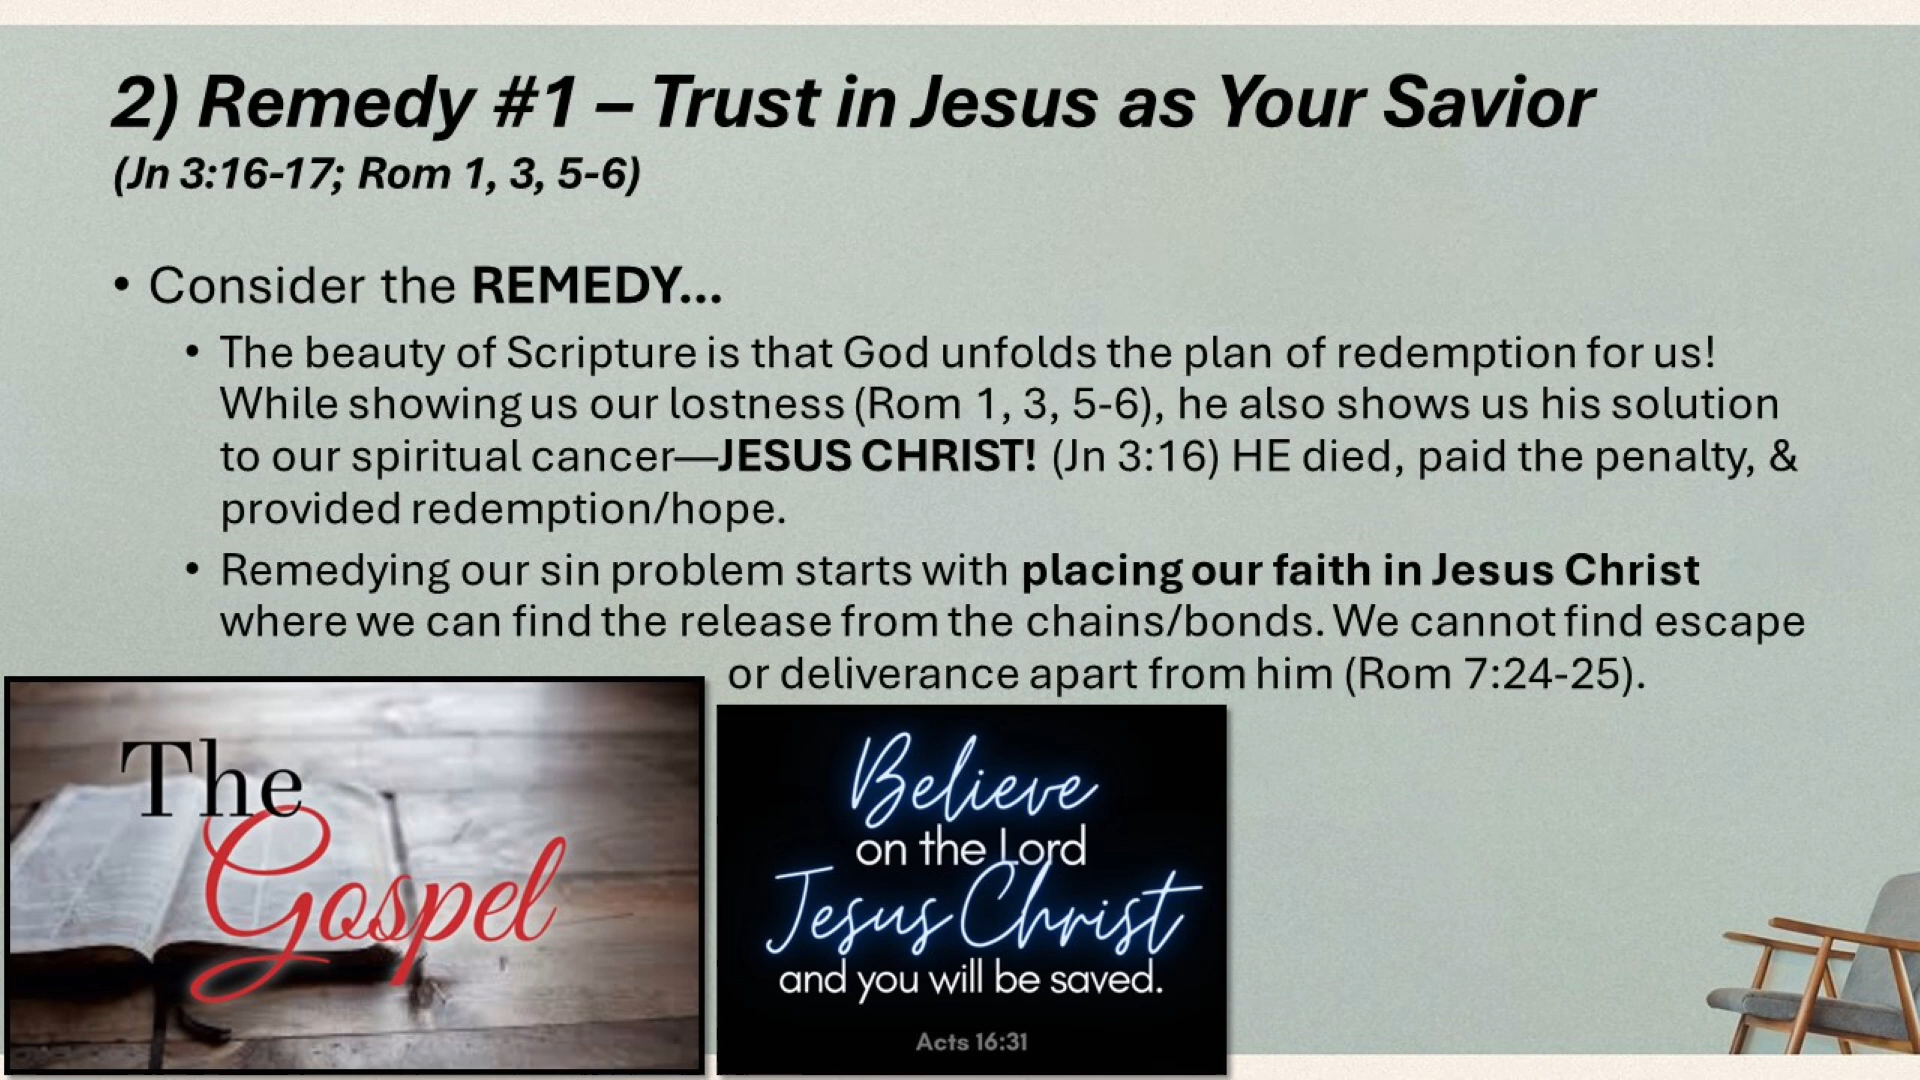 2) Remedy #1 – Trust in Jesus as Your Savior
(Jn 3:16-17; Rom 1, 3, 5-6)
• Consider the REMEDY...
• The beauty of Scripture is that God unfolds the plan of redemption for us!
While showing us our lostness (Rom 1, 3, 5-6), he also shows us his solution
to our spiritual cancer—JESUS CHRIST! (Jn 3:16) HE died, paid the penalty, &
provided redemption/hope.
• Remedying our sin problem starts with placing our faith in Jesus Christ
where we can find the release from the chains/bonds. We cannot find escape
or deliverance apart from him (Rom 7:24-25).
The
Gospel
Believe
on the Lord
Jesus Christ
and you will be saved.
Acts 16:31